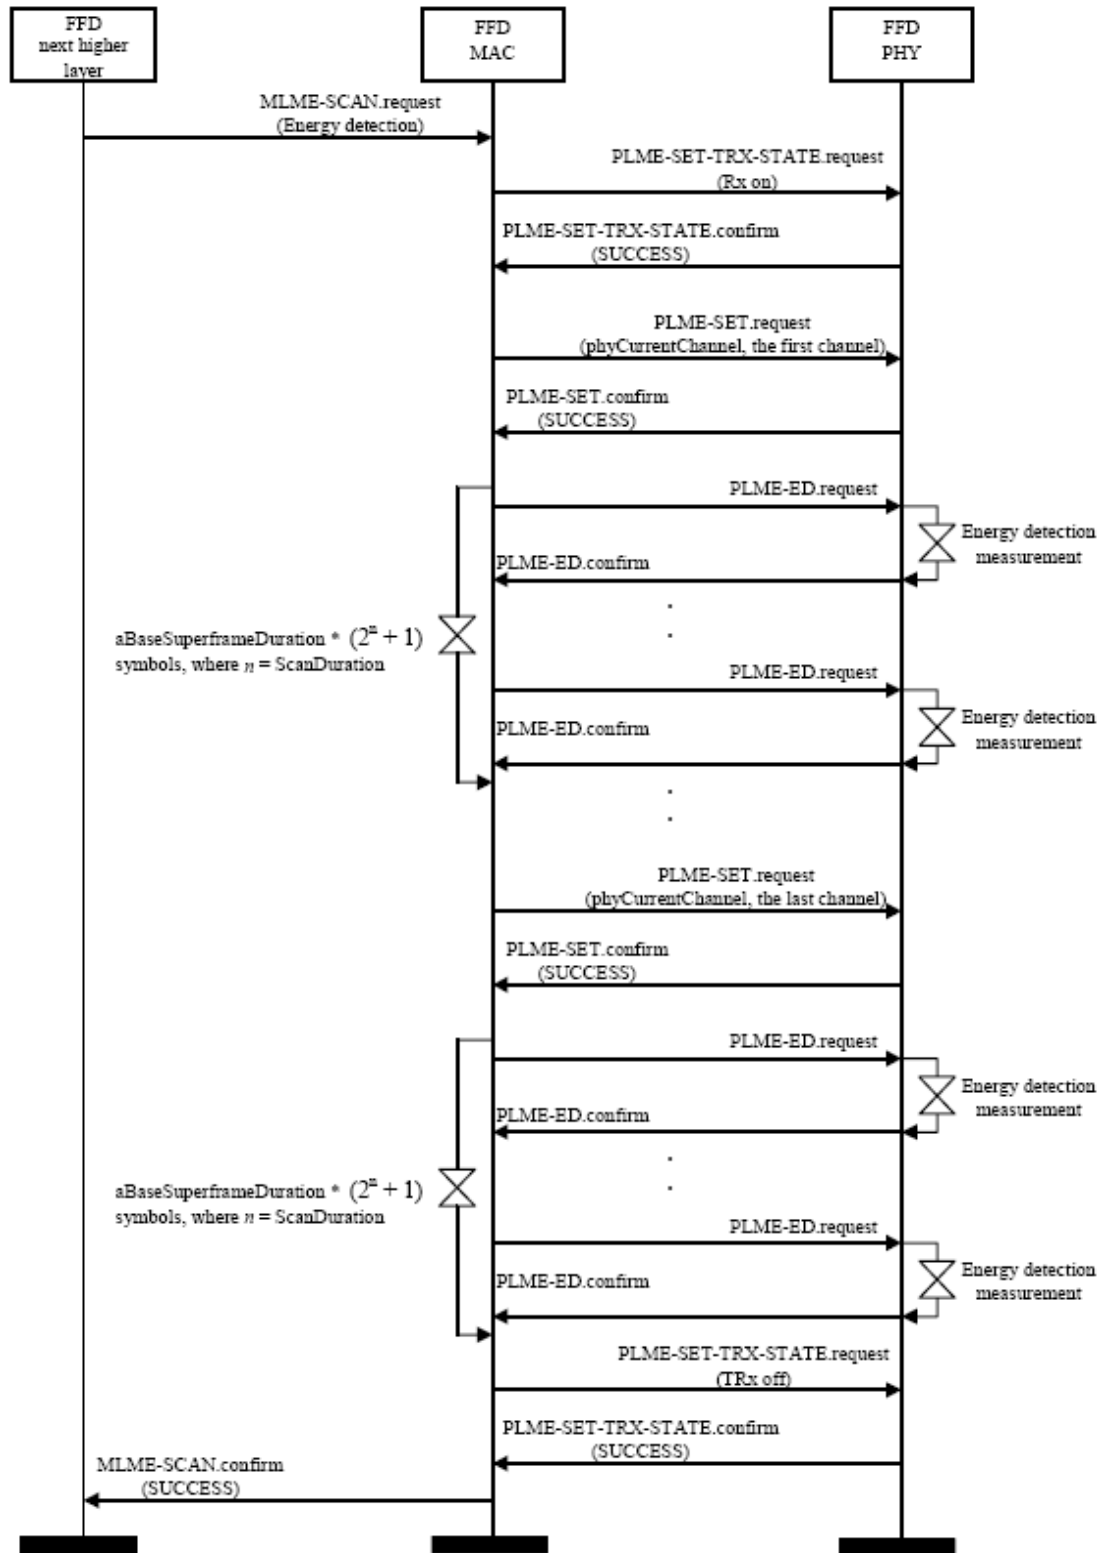 FFD
next higher
layer
FFD
MAC
FFD
PHY
MLME-SCAN.request
(Energy detection)
PLME-SET-TRX-STATE.request
(Rx on)
PLME-SET-TRX-STATE.confirm
(SUCCESS)
PLME-SET.request
(phyCurrentChannel, the first channel)
PLME-SET.confirm
(SUCCESS)
PLME-ED.request
Energy detection
measurement
PLME-ED.confirm
aBaseSuperframeDuration * (2ⁿ + 1)
symbols, where n = ScanDuration
PLME-ED.request
Energy detection
measurement
PLME-ED.confirm
PLME-SET.request
(phyCurrentChannel, the last channel)
PLME-SET.confirm
(SUCCESS)
PLME-ED.request
Energy detection
measurement
PLME-ED.confirm
aBaseSuperframeDuration * (2ⁿ + 1)
symbols, where n = ScanDuration
PLME-ED.request
Energy detection
measurement
PLME-ED.confirm
PLME-SET-TRX-STATE.request
(TRx off)
PLME-SET-TRX-STATE.confirm
(SUCCESS)
MLME-SCAN.confirm
(SUCCESS)